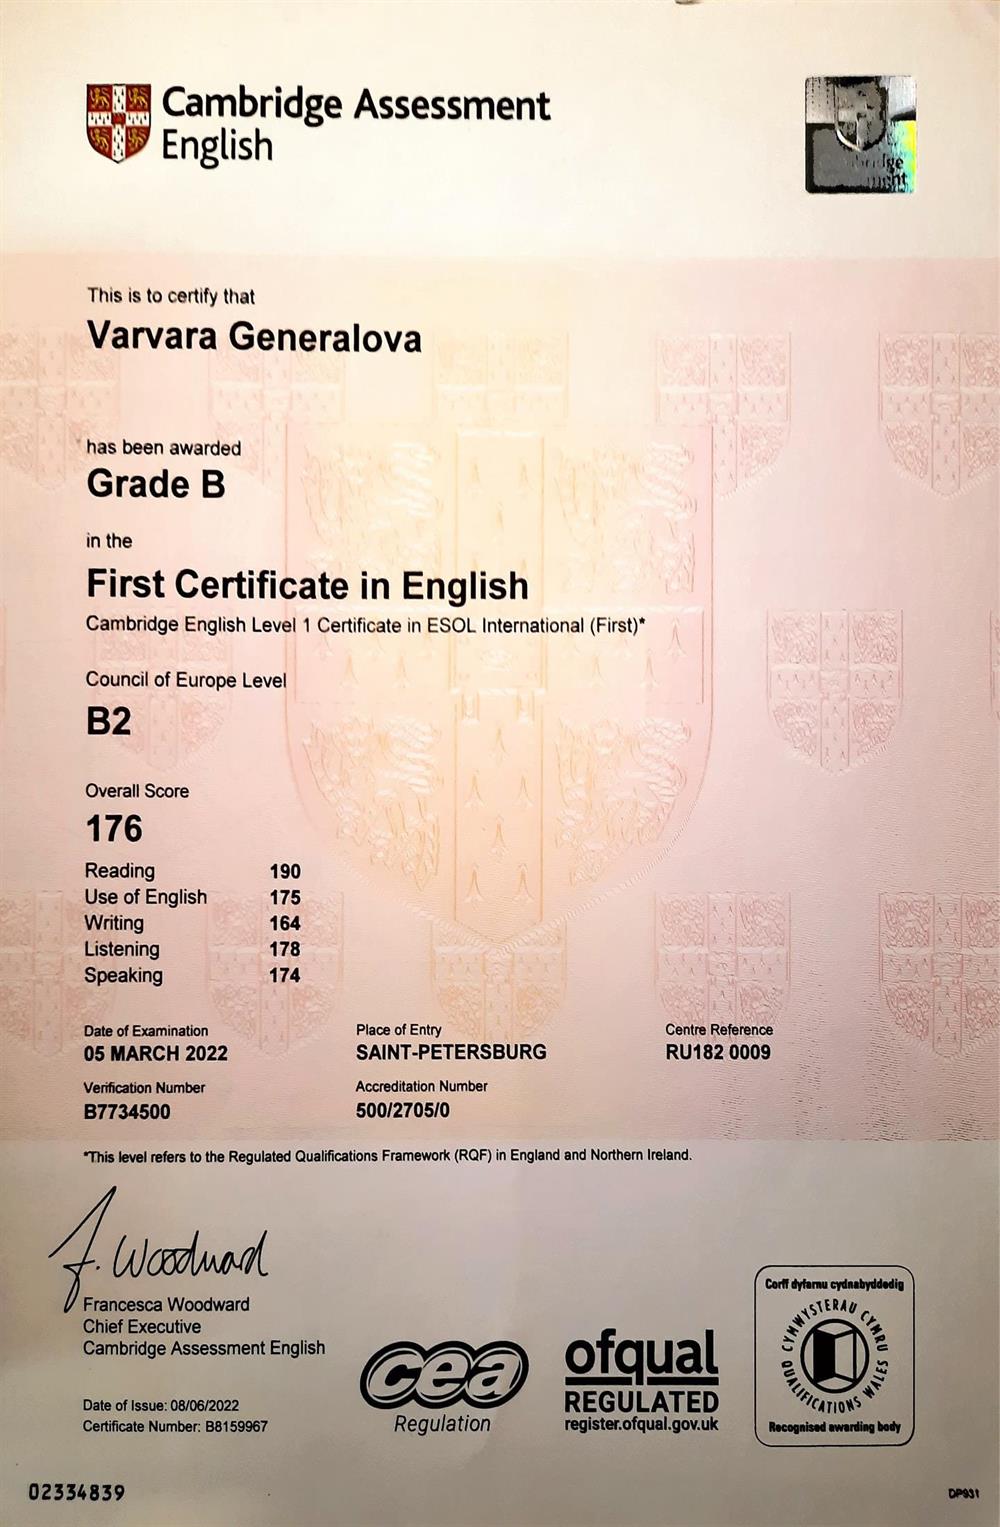 Cambridge Assessment
English
This is to certify that
Varvara Generalova
has been awarded
Grade B
in the
First Certificate in English
Cambridge English Level 1 Certificate in ESOL International (First)*
Council of Europe Level
B2
Overall Score
176
Reading 190
Use of English 175
Writing 164
Listening 178
Speaking 174
Date of Examination Place of Entry Centre Reference
05 MARCH 2022 SAINT-PETERSBURG RU182 0009
Verification Number Accreditation Number
B7734500 500/2705/0
*This level refers to the Regulated Qualifications Framework (RQF) in England and Northern Ireland.
F. Woodward
Francesca Woodward
Chief Executive
Cambridge Assessment English
Date of Issue: 08/06/2022
Certificate Number: B8159967
cea
Regulation
ofqual
REGULATED
register.ofqual.gov.uk
Corff dyfarnu cydnabyddedig
CYMWYSTERAU CYMRU
QUALIFICATIONS WALES
Recognised awarding body
02334839
DP931